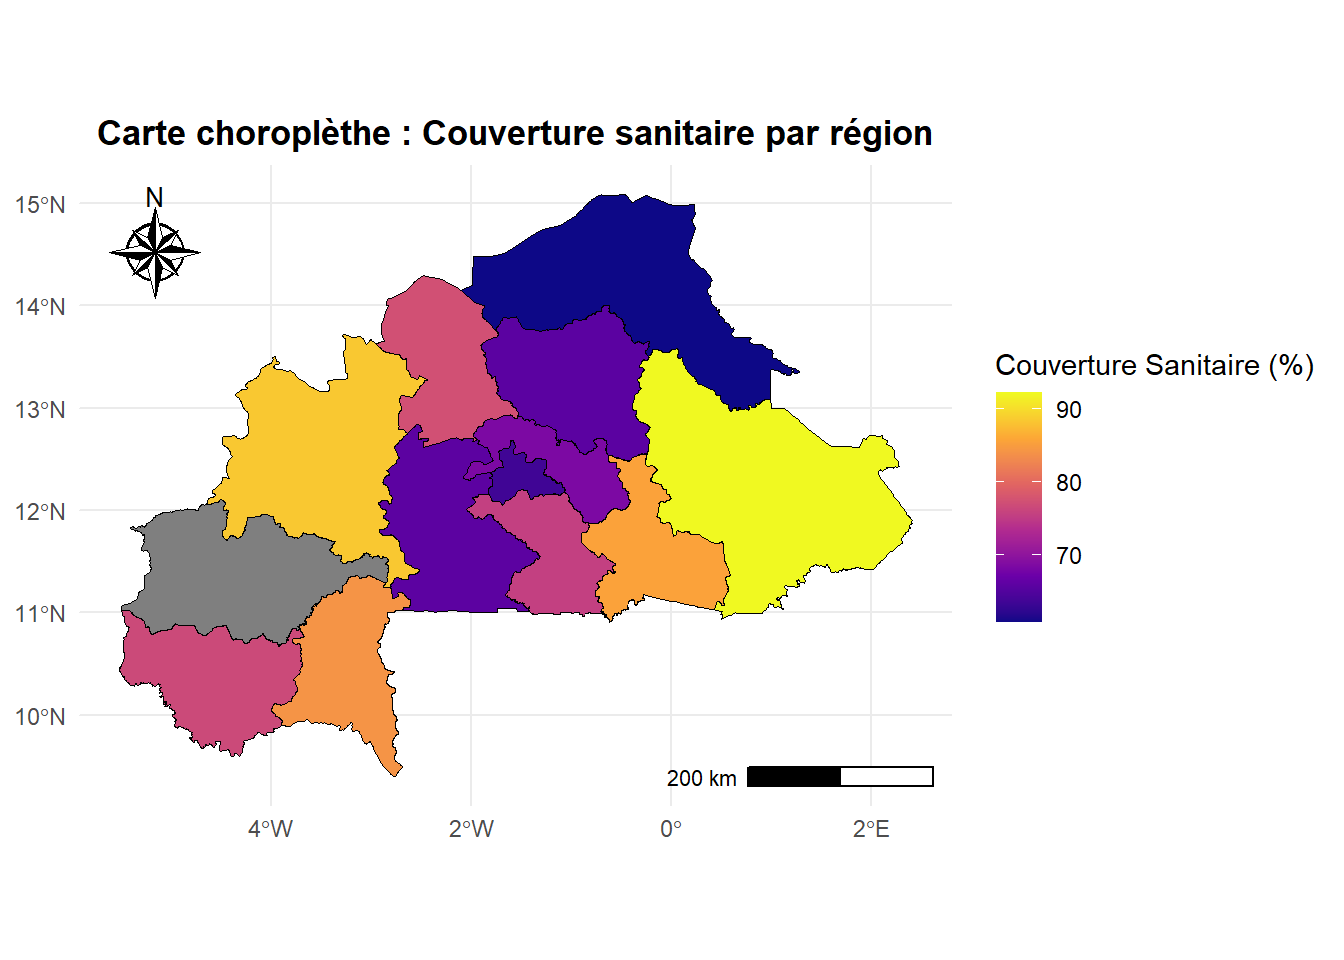 Carte choroplèthe : Couverture sanitaire par région
N
15°N
14°N
13°N
12°N
11°N
10°N
4°W
2°W
0°
2°E
200 km
Couverture Sanitaire (%)
90
80
70